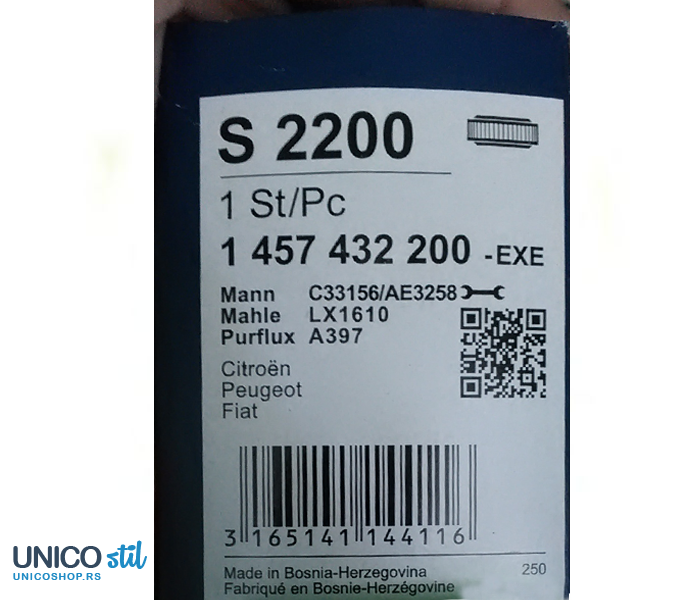 S 2200
1 St/Pc
1 457 432 200 -EXE
Mann C33156/AE3258
Mahle LX1610
Purflux A397
Citroën
Peugeot
Fiat
3 165141 144116
Made in Bosnia-Herzegovina 250
Fabriqué en Bosnie-Herzégovine
UNICO stil
UNICOSHOP.RS